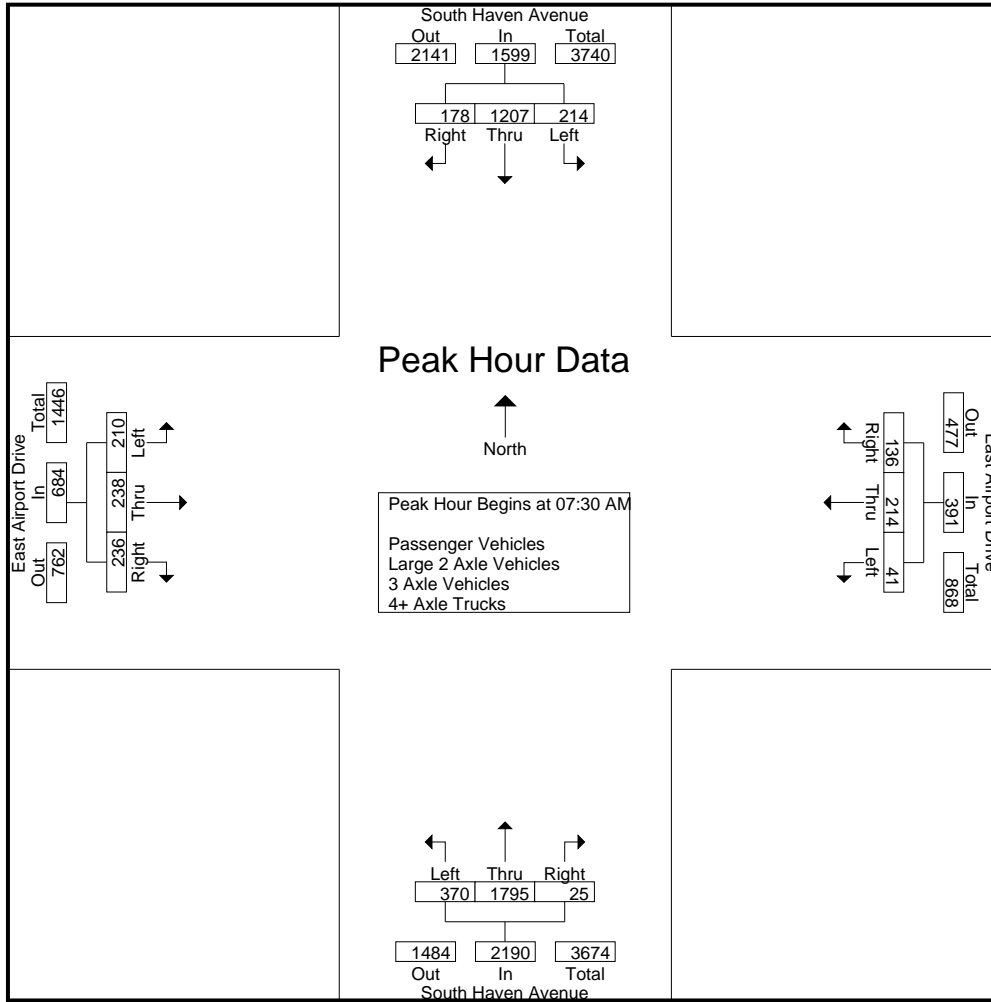 South Haven Avenue
Out In Total
2141 1599 3740
178 1207 214
Right Thru Left
Peak Hour Data
North
Peak Hour Begins at 07:30 AM
Passenger Vehicles
Large 2 Axle Vehicles
3 Axle Vehicles
4+ Axle Trucks
East Airport Drive
Out In Total
762 684 1446
210 238 236
Left Thru Right
East Airport Drive
Out In Total
477 391 868
136 214 41
Right Thru Left
Left Thru Right
370 1795 25
1484 2190 3674
Out In Total
South Haven Avenue